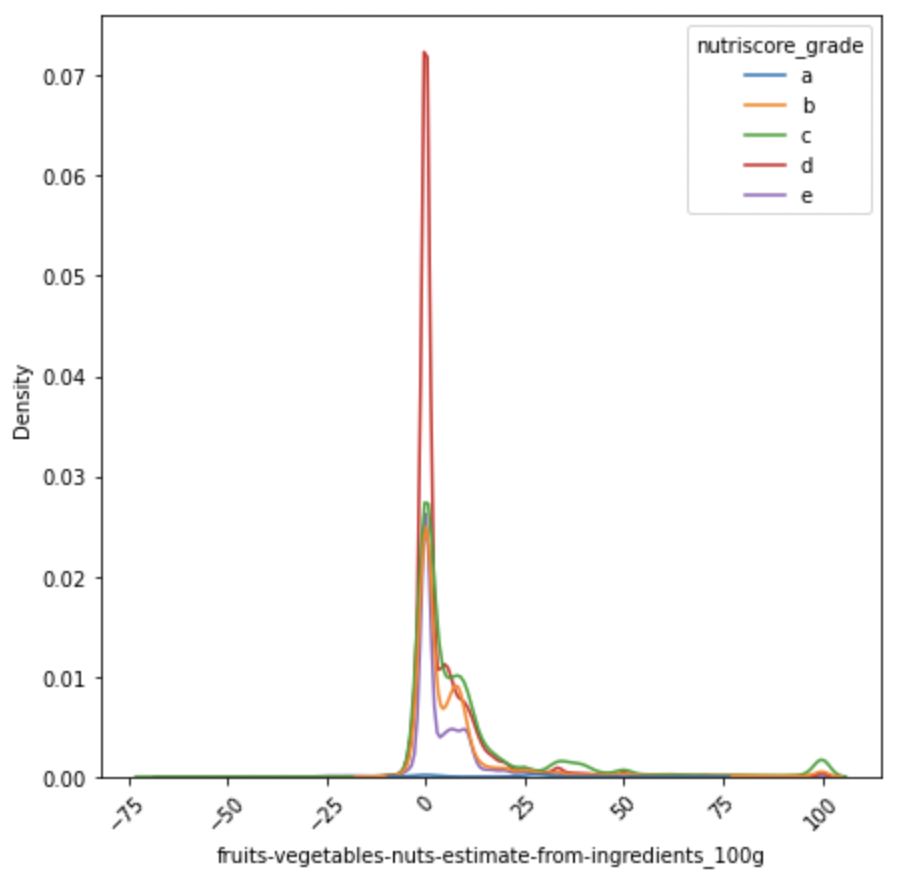 nutriscore_grade
a
b
c
d
e
Density
0.07
0.06
0.05
0.04
0.03
0.02
0.01
0.00
−75
−50
−25
0
25
50
75
100
fruits-vegetables-nuts-estimate-from-ingredients_100g